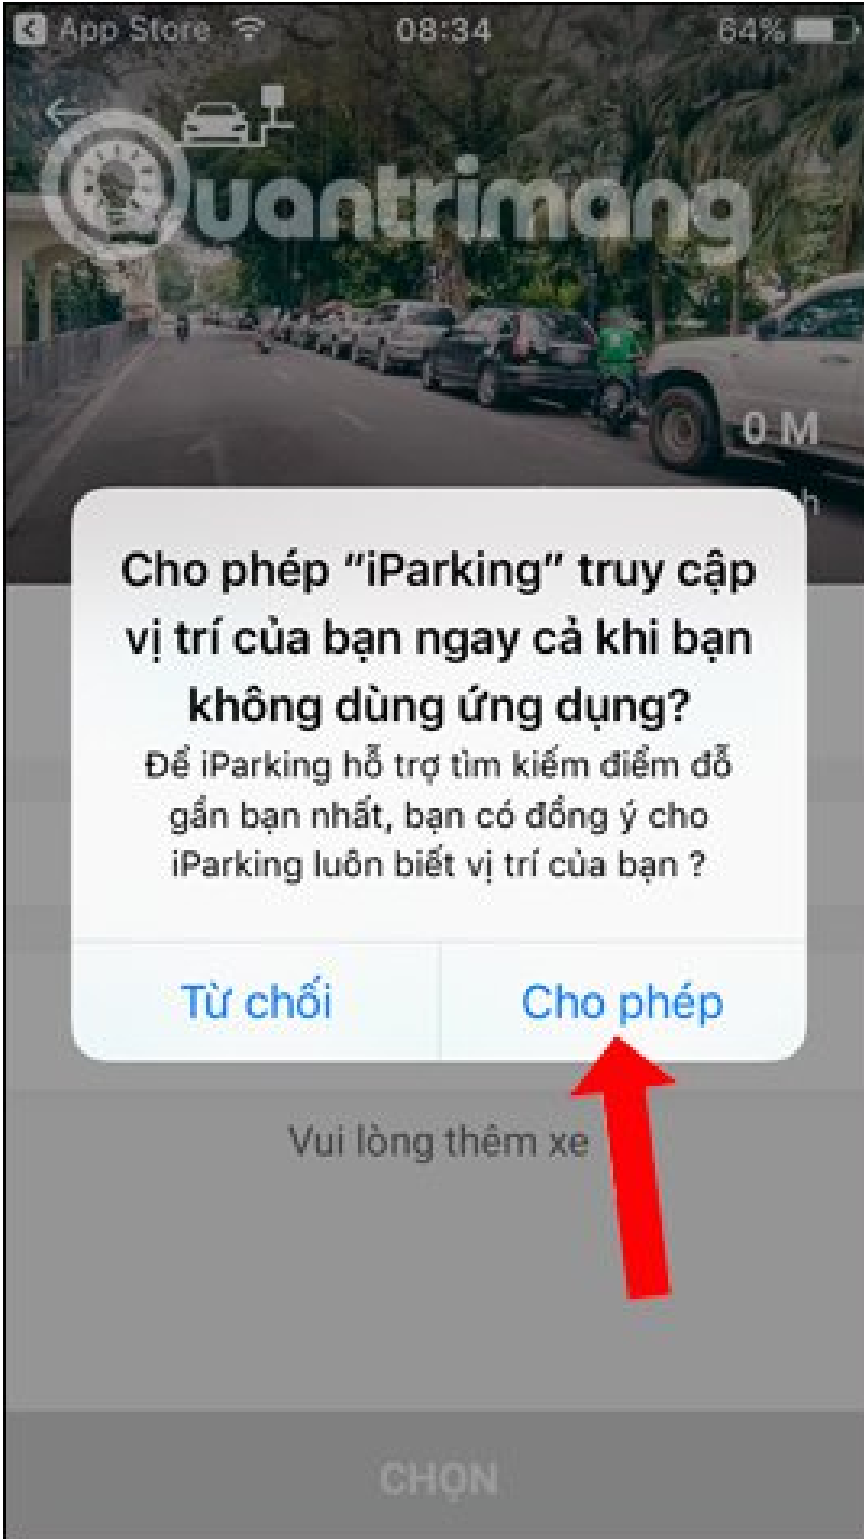 App Store 08:34 64%
Quantrimang
0 M
h
Cho phép "iParking" truy cập
vị trí của bạn ngay cả khi bạn
không dùng ứng dụng?
Để iParking hỗ trợ tìm kiếm điểm đỗ
gần bạn nhất, bạn có đồng ý cho
iParking luôn biết vị trí của bạn ?
Từ chối Cho phép
Vui lòng thêm xe
CHỌN